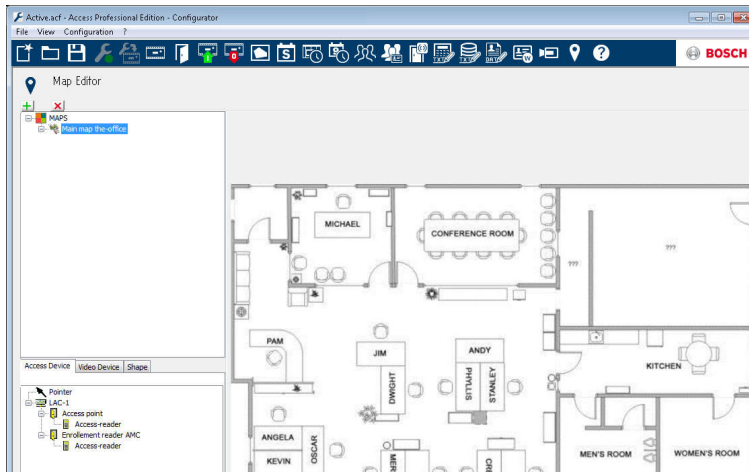 Active.acf - Access Professional Edition - Configurator
File View Configuration ?
BOSCH
Map Editor
MAPS
Main map the-office
Access Device Video Device Shape
Pointer
LAC-1
Access point
Access-reader
Enrollement reader AMC
Access-reader
MICHAEL
CONFERENCE ROOM
???
???
PAM
JIM
ANDY
DWIGHT
PHYLLIS
STANLEY
KITCHEN
ANGELA
OSCAR
KEVIN
MER
CRE
MEN'S ROOM
WOMEN'S ROOM